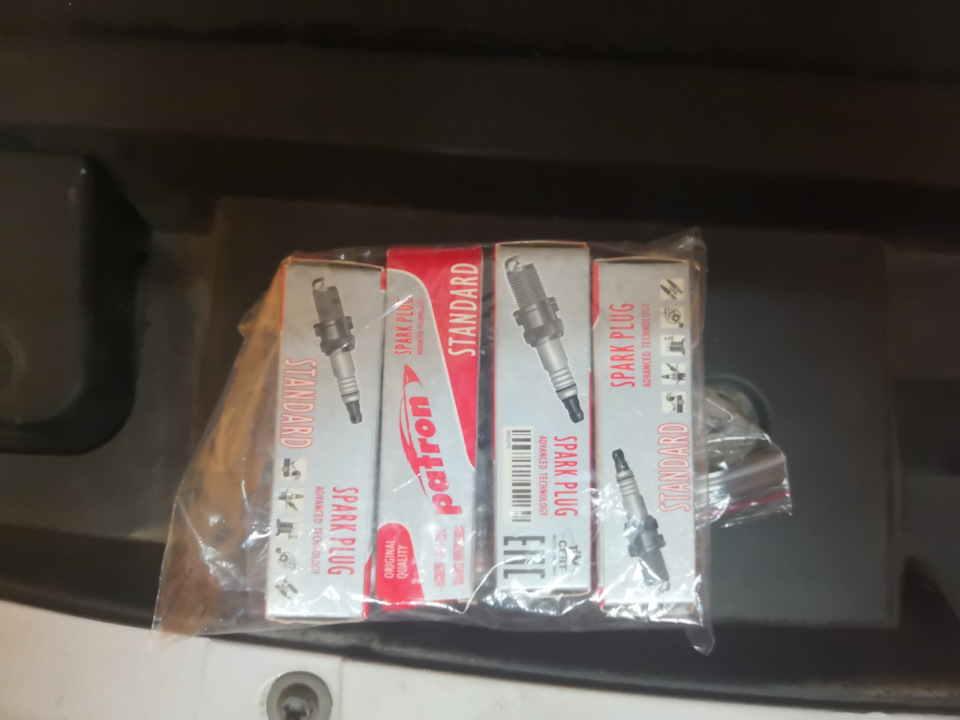 STANDARD
SPARK PLUG
ADVANCED TECHNOLOGY
SPARK PLUG
ADVANCED TECHNOLOGY
STANDARD
patron
ORIGINAL
QUALITY
SPARK PLUG
ADVANCED TECHNOLOGY
EAC
CERT
SPARK PLUG
ADVANCED TECHNOLOGY
STANDARD